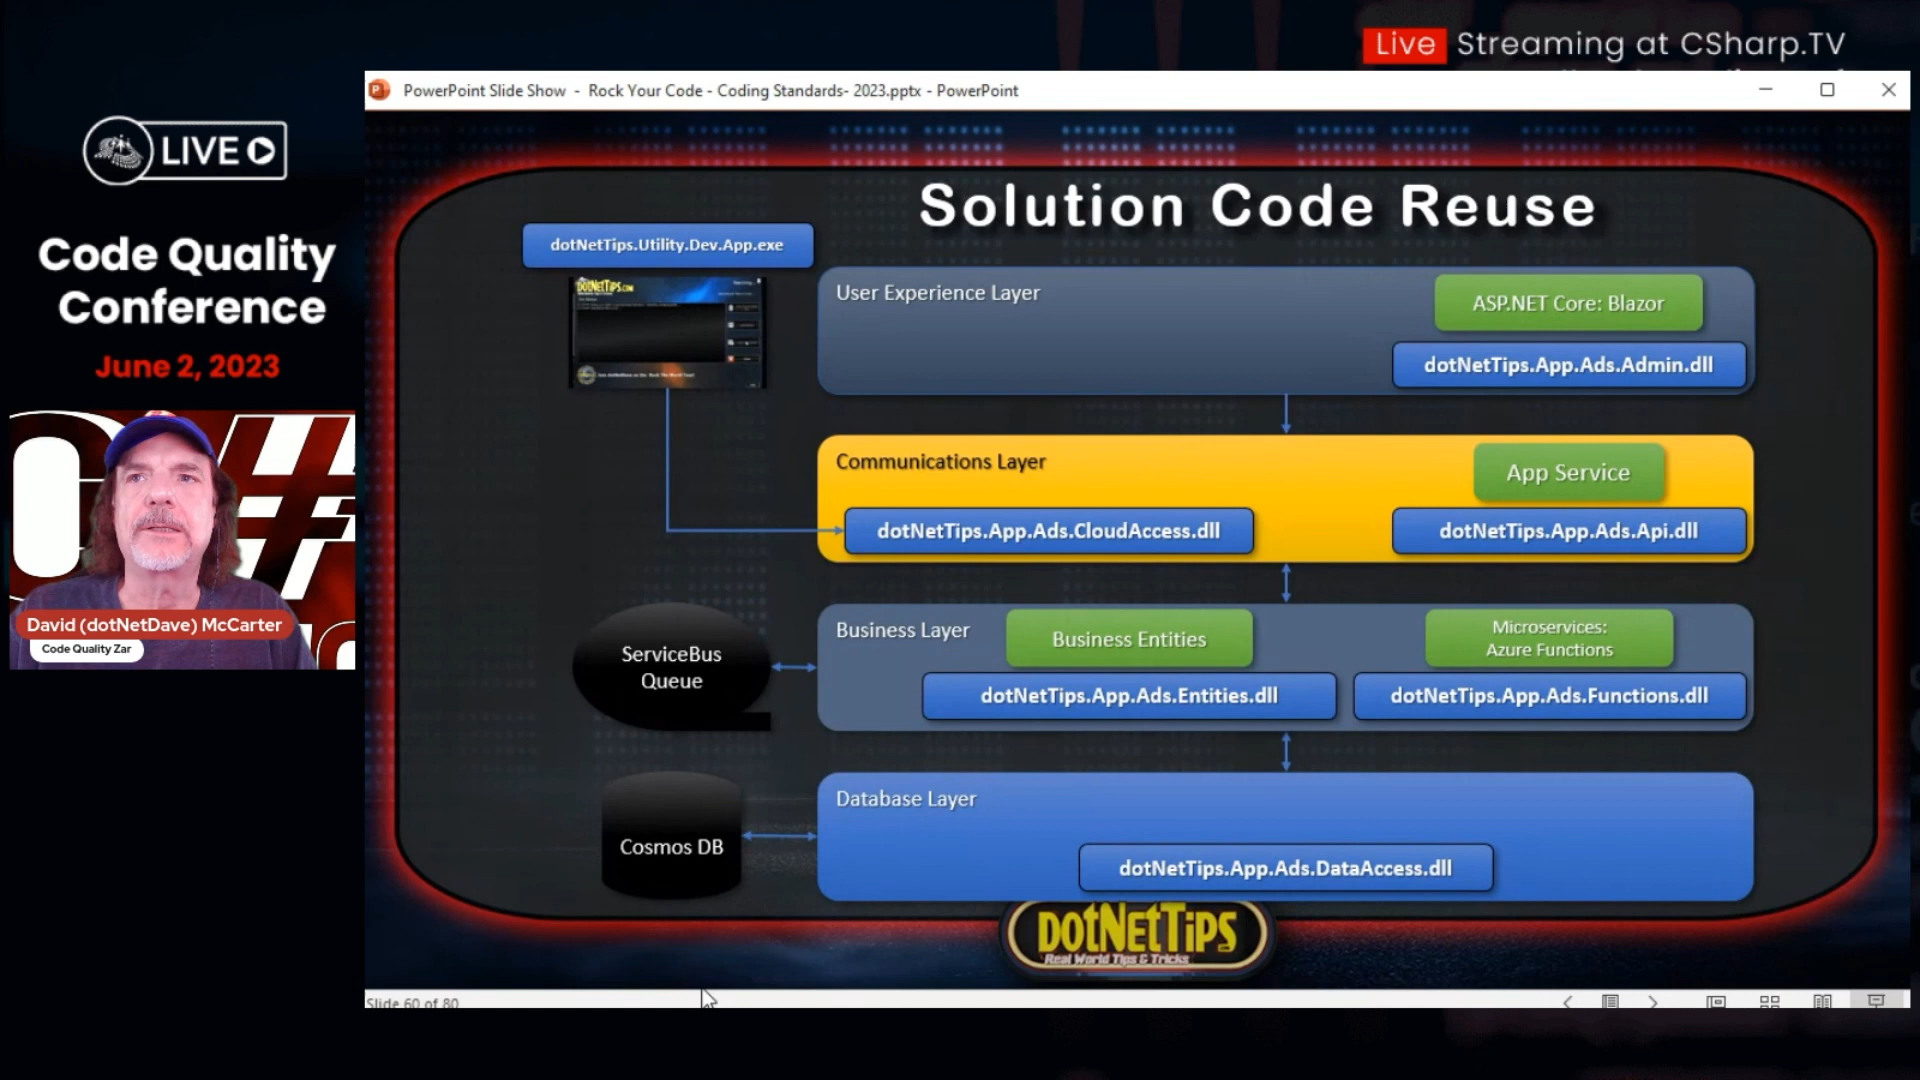 Live Streaming at CSharp.TV
LIVE
Code Quality
Conference
June 2, 2023
David (dotNetDave) McCarter
Code Quality Zar
PowerPoint Slide Show - Rock Your Code - Coding Standards- 2023.pptx - PowerPoint
Solution Code Reuse
dotNetTips.Utility.Dev.App.exe
DOTNETTIPS.COM
User Experience Layer
ASP.NET Core: Blazor
dotNetTips.App.Ads.Admin.dll
Communications Layer
App Service
dotNetTips.App.Ads.CloudAccess.dll
dotNetTips.App.Ads.Api.dll
ServiceBus
Queue
Business Layer
Business Entities
Microservices:
Azure Functions
dotNetTips.App.Ads.Entities.dll
dotNetTips.App.Ads.Functions.dll
Cosmos DB
Database Layer
dotNetTips.App.Ads.DataAccess.dll
DOtNEtTiPS
Real World Tips & Tricks
Slide 60 of 80